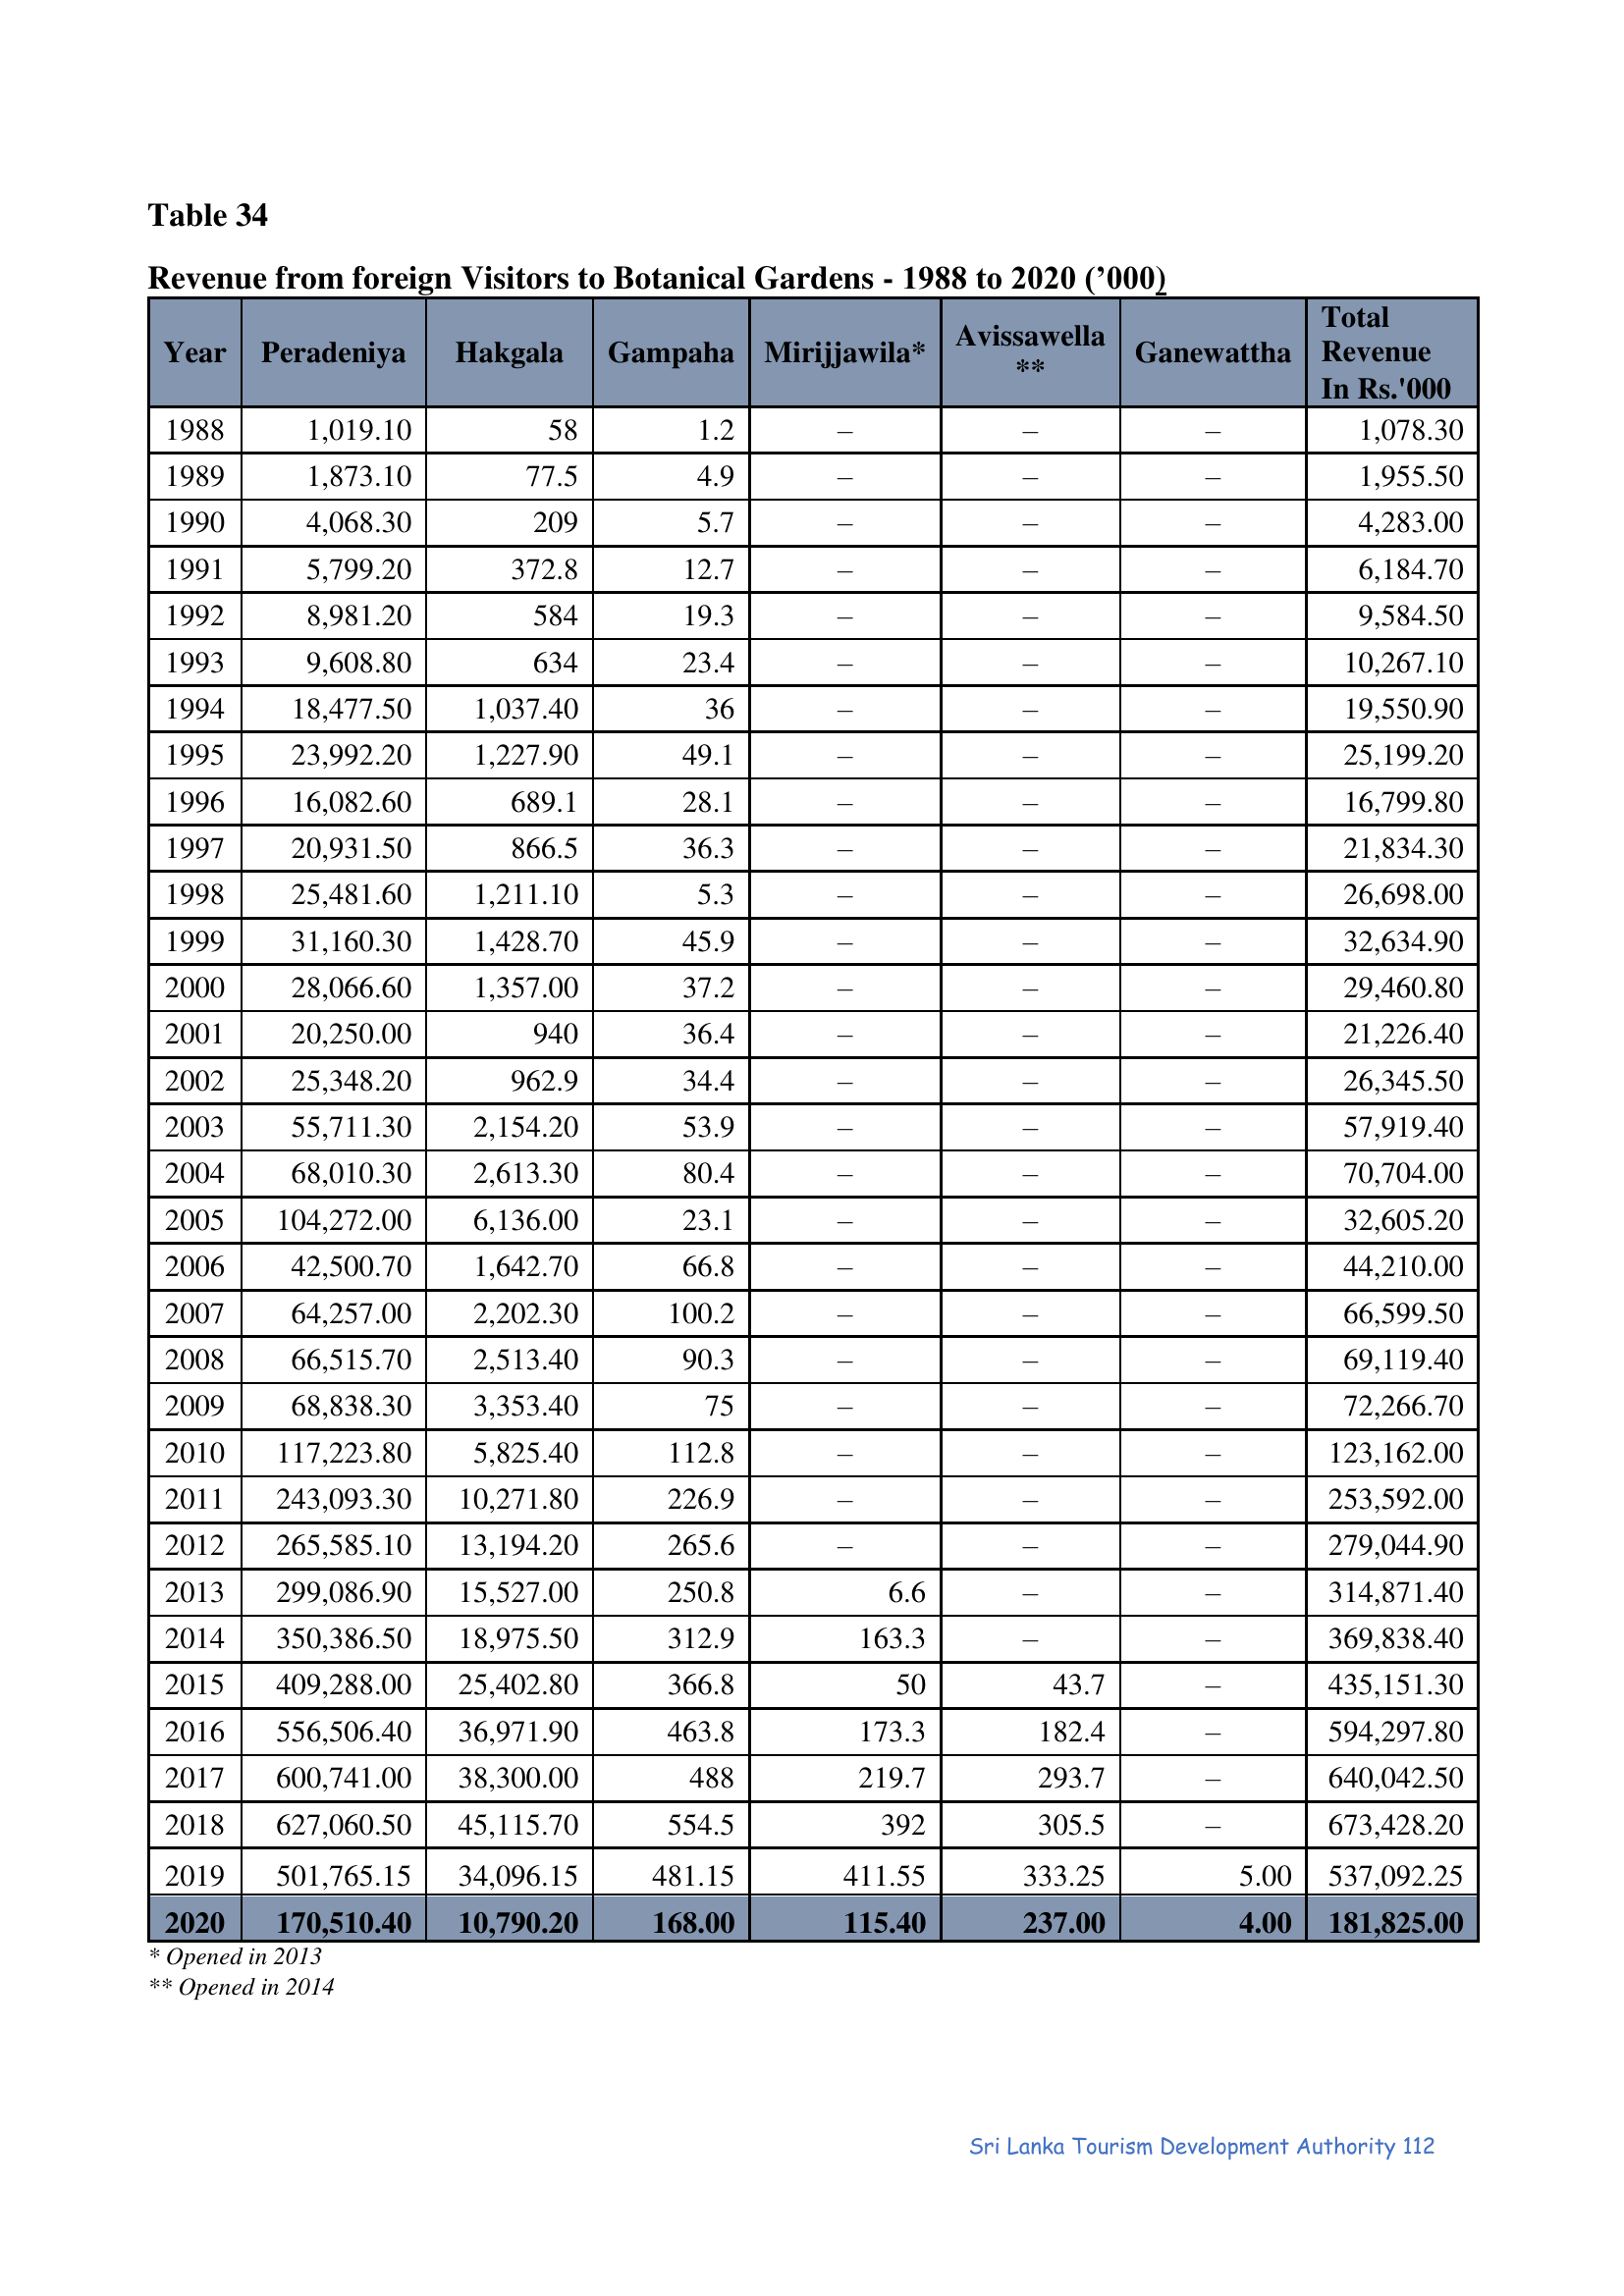 Table 34
Revenue from foreign Visitors to Botanical Gardens - 1988 to 2020 (’000)
Year Peradeniya Hakgala Gampaha Mirijjawila* Avissawella ** Ganewattha Total Revenue In Rs.'000
1988 1,019.10 58 1.2 – – – 1,078.30
1989 1,873.10 77.5 4.9 – – – 1,955.50
1990 4,068.30 209 5.7 – – – 4,283.00
1991 5,799.20 372.8 12.7 – – – 6,184.70
1992 8,981.20 584 19.3 – – – 9,584.50
1993 9,608.80 634 23.4 – – – 10,267.10
1994 18,477.50 1,037.40 36 – – – 19,550.90
1995 23,992.20 1,227.90 49.1 – – – 25,199.20
1996 16,082.60 689.1 28.1 – – – 16,799.80
1997 20,931.50 866.5 36.3 – – – 21,834.30
1998 25,481.60 1,211.10 5.3 – – – 26,698.00
1999 31,160.30 1,428.70 45.9 – – – 32,634.90
2000 28,066.60 1,357.00 37.2 – – – 29,460.80
2001 20,250.00 940 36.4 – – – 21,226.40
2002 25,348.20 962.9 34.4 – – – 26,345.50
2003 55,711.30 2,154.20 53.9 – – – 57,919.40
2004 68,010.30 2,613.30 80.4 – – – 70,704.00
2005 104,272.00 6,136.00 23.1 – – – 32,605.20
2006 42,500.70 1,642.70 66.8 – – – 44,210.00
2007 64,257.00 2,202.30 100.2 – – – 66,599.50
2008 66,515.70 2,513.40 90.3 – – – 69,119.40
2009 68,838.30 3,353.40 75 – – – 72,266.70
2010 117,223.80 5,825.40 112.8 – – – 123,162.00
2011 243,093.30 10,271.80 226.9 – – – 253,592.00
2012 265,585.10 13,194.20 265.6 – – – 279,044.90
2013 299,086.90 15,527.00 250.8 6.6 – – 314,871.40
2014 350,386.50 18,975.50 312.9 163.3 – – 369,838.40
2015 409,288.00 25,402.80 366.8 50 43.7 – 435,151.30
2016 556,506.40 36,971.90 463.8 173.3 182.4 – 594,297.80
2017 600,741.00 38,300.00 488 219.7 293.7 – 640,042.50
2018 627,060.50 45,115.70 554.5 392 305.5 – 673,428.20
2019 501,765.15 34,096.15 481.15 411.55 333.25 5.00 537,092.25
2020 170,510.40 10,790.20 168.00 115.40 237.00 4.00 181,825.00
* Opened in 2013
** Opened in 2014
Sri Lanka Tourism Development Authority 112